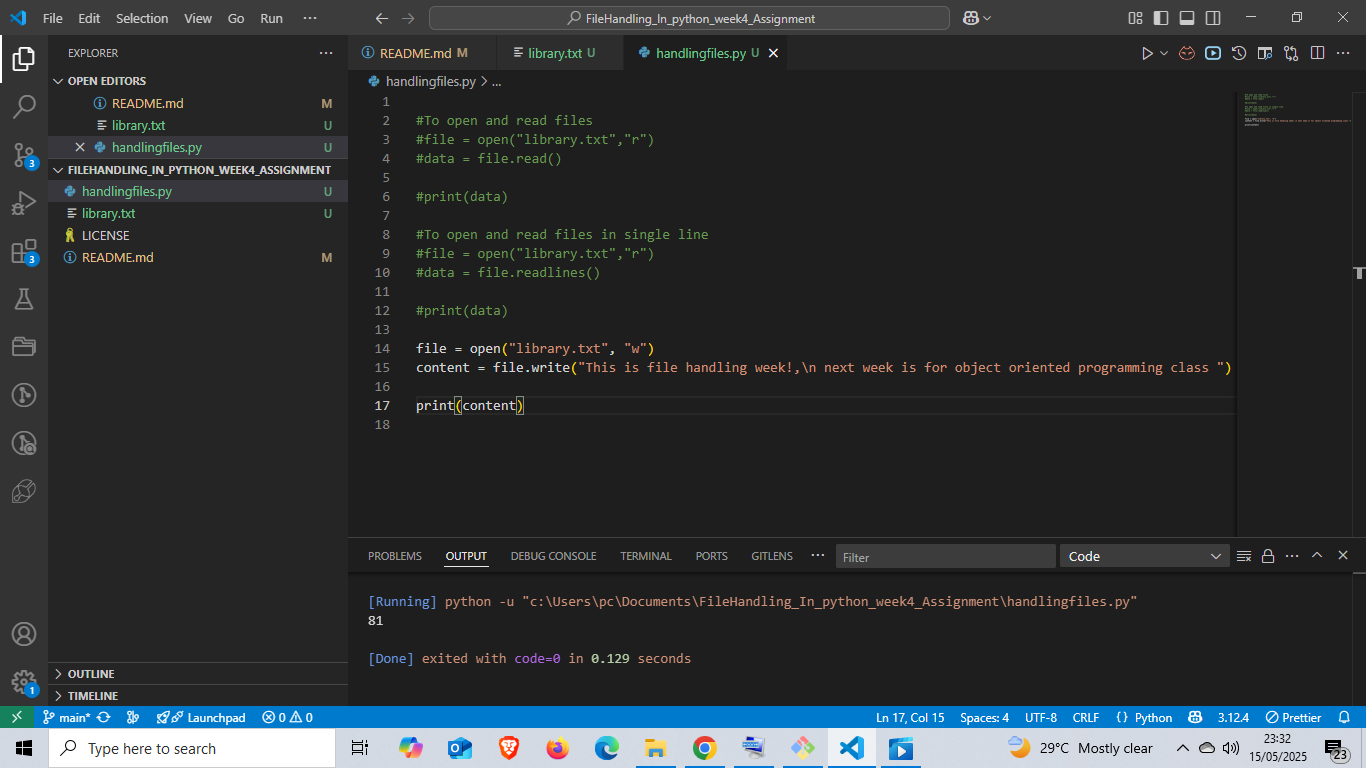 File Edit Selection View Go Run ···
FileHandling_In_python_week4_Assignment
EXPLORER ···
OPEN EDITORS
README.md M
library.txt U
handlingfiles.py U
FILEHANDLING_IN_PYTHON_WEEK4_ASSIGNMENT
handlingfiles.py U
library.txt U
LICENSE
README.md M
OUTLINE
TIMELINE
3
3
1
README.md M library.txt U handlingfiles.py U
handlingfiles.py > ...
1
2 #To open and read files
3 #file = open("library.txt","r")
4 #data = file.read()
5
6 #print(data)
7
8 #To open and read files in single line
9 #file = open("library.txt","r")
10 #data = file.readlines()
11
12 #print(data)
13
14 file = open("library.txt", "w")
15 content = file.write("This is file handling week!,\n next week is for object oriented programming class ")
16
17 print(content)
18
PROBLEMS OUTPUT DEBUG CONSOLE TERMINAL PORTS GITLENS ··· Filter Code
[Running] python -u "c:\Users\pc\Documents\FileHandling_In_python_week4_Assignment\handlingfiles.py"
81
[Done] exited with code=0 in 0.129 seconds
main* Launchpad 0 0 Ln 17, Col 15 Spaces: 4 UTF-8 CRLF {} Python 3.12.4 Prettier
Type here to search 29°C Mostly clear 23:32
15/05/2025
23